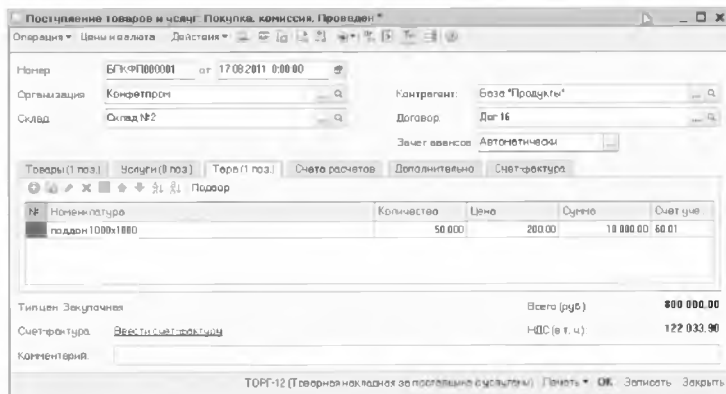 Поступление товаров и услуг: Покупка, комиссия. Проведен *
Операция Цены и валюта Действия
Номер БПКФП000001 от 17.08.2011 0:00:00
Организация Конфетпром Контрагент: База "Продукты"
Склад Склад №2 Договор Дог 16
Зачет авансов Автоматически
Товары (1 поз.) Услуги (0 поз.) Тара (1 поз.) Счета расчетов Дополнительно Счет-фактура
Подбор
№ Номенклатура Количество Цена Сумма Счет уче
поддон 1000х1000 50.000 200.00 10 000.00 60.01
Тип цен Закупочная Всего (руб.) 800 000.00
Счет-фактура Ввести счет-фактуру НДС (в т. ч.) 122 033.90
Комментарий:
ТОРГ-12 (Товарная накладная за поставщика с услугами) Печать ОК Записать Закрыть